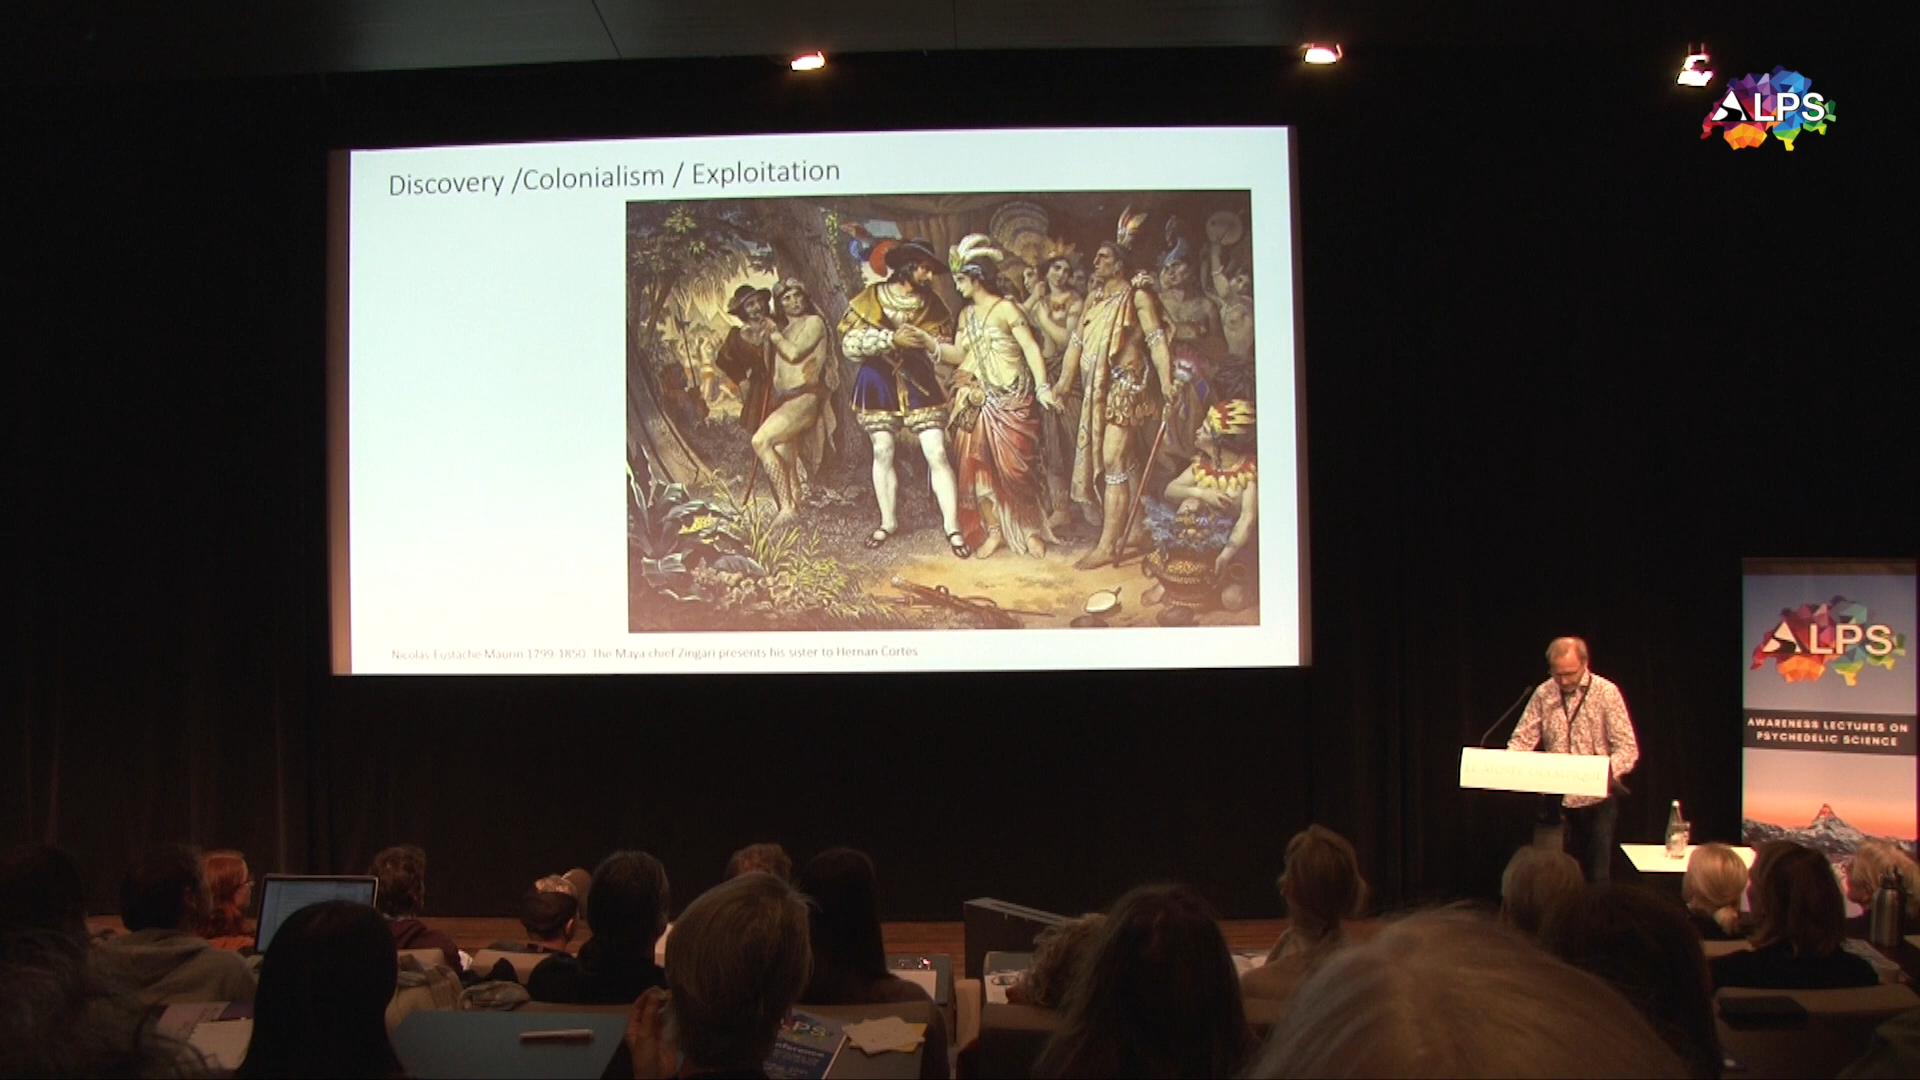 ALPS
Discovery /Colonialism / Exploitation
Nicolas-Eustache Maurin 1799-1850. The Maya chief Zingari presents his sister to Hernan Cortes
ALPS
AWARENESS LECTURES ON
PSYCHEDELIC SCIENCE